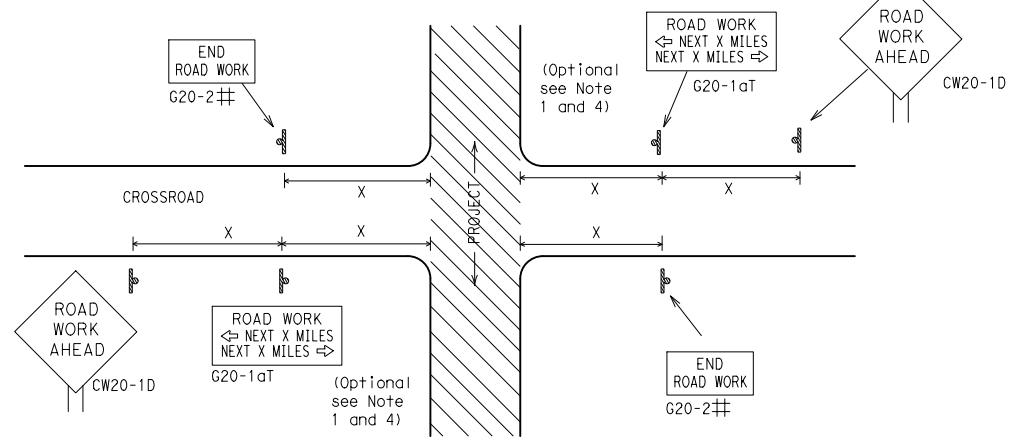 END
ROAD WORK
G20-2#
(Optional
see Note
1 and 4)
ROAD WORK
⇦ NEXT X MILES
NEXT X MILES ⇨
G20-1aT
ROAD
WORK
AHEAD
CW20-1D
X
X
X
CROSSROAD
PROJECT
X
X
X
ROAD
WORK
AHEAD
CW20-1D
ROAD WORK
⇦ NEXT X MILES
NEXT X MILES ⇨
G20-1aT
(Optional
see Note
1 and 4)
END
ROAD WORK
G20-2#